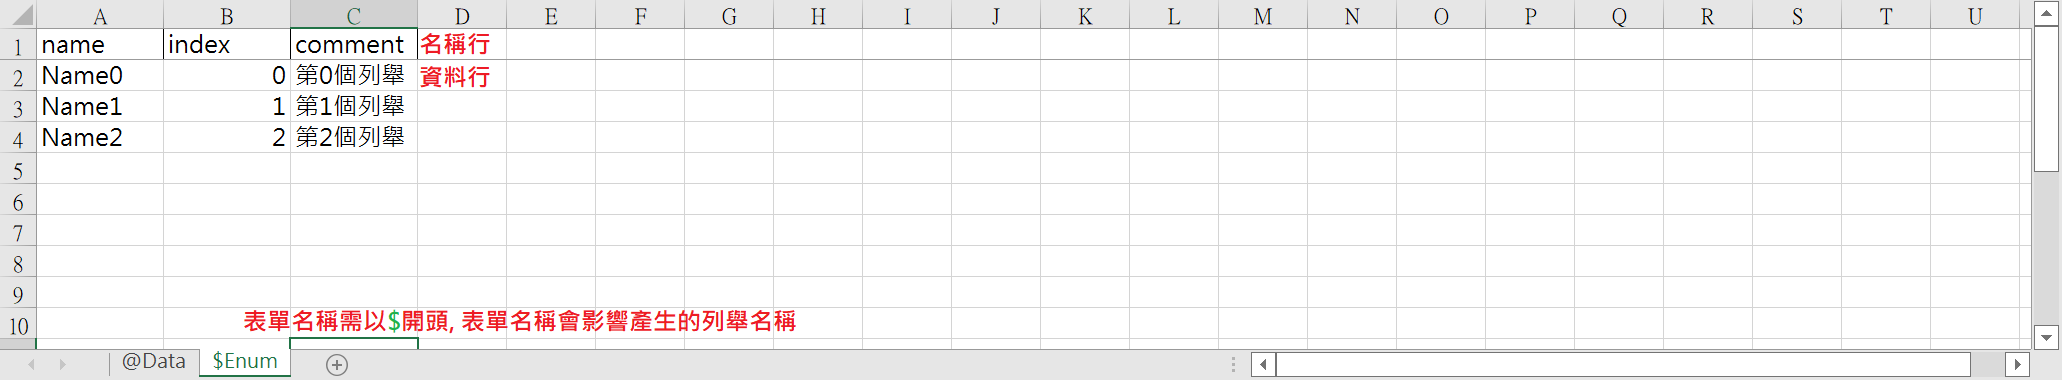 A B C D E F G H I J K L M N O P Q R S T U
1 name index comment 名稱行
2 Name0 0 第0個列舉 資料行
3 Name1 1 第1個列舉
4 Name2 2 第2個列舉
5
6
7
8
9
10 表單名稱需以$開頭, 表單名稱會影響產生的列舉名稱
@Data $Enum